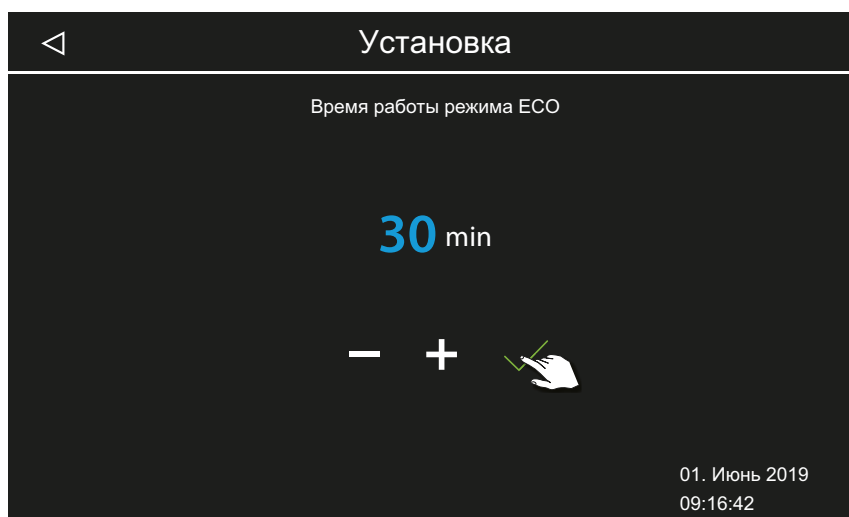 Установка
Время работы режима ECO
30 min
01. Июнь 2019
09:16:42